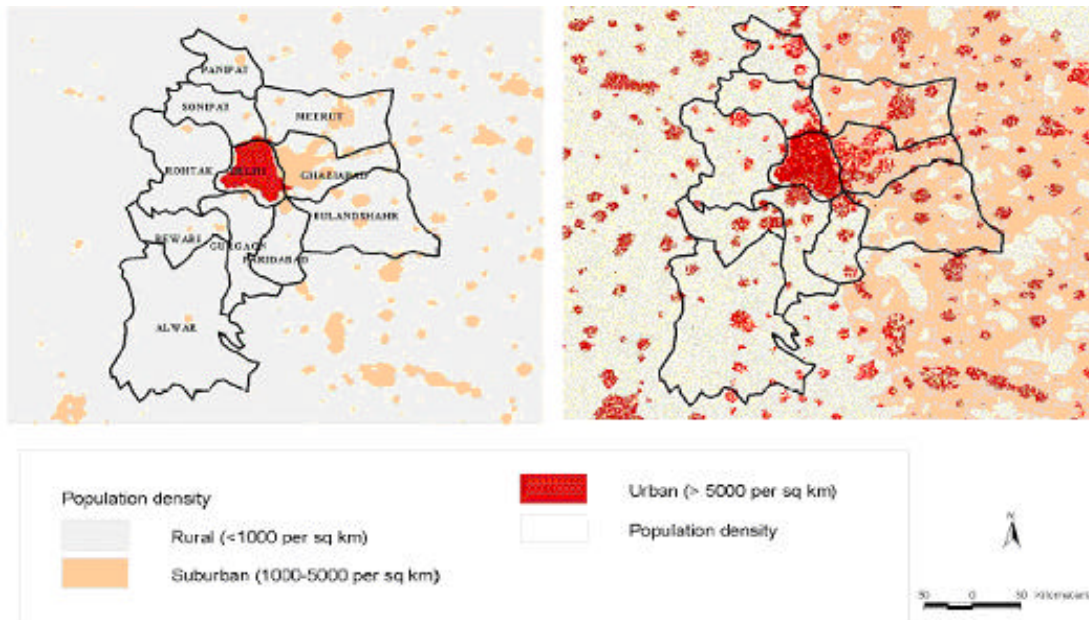 PANIPAT
SONIPAT
MEERUT
ROHTAK
DELHI
GHAZIABAD
BULANDSHAHR
REWARI
GURGAON
FARIDABAD
ALWAR
Population density
Rural (<1000 per sq km)
Suburban (1000-5000 per sq km)
Urban (> 5000 per sq km)
Population density
N
50 0 50 Kilometers